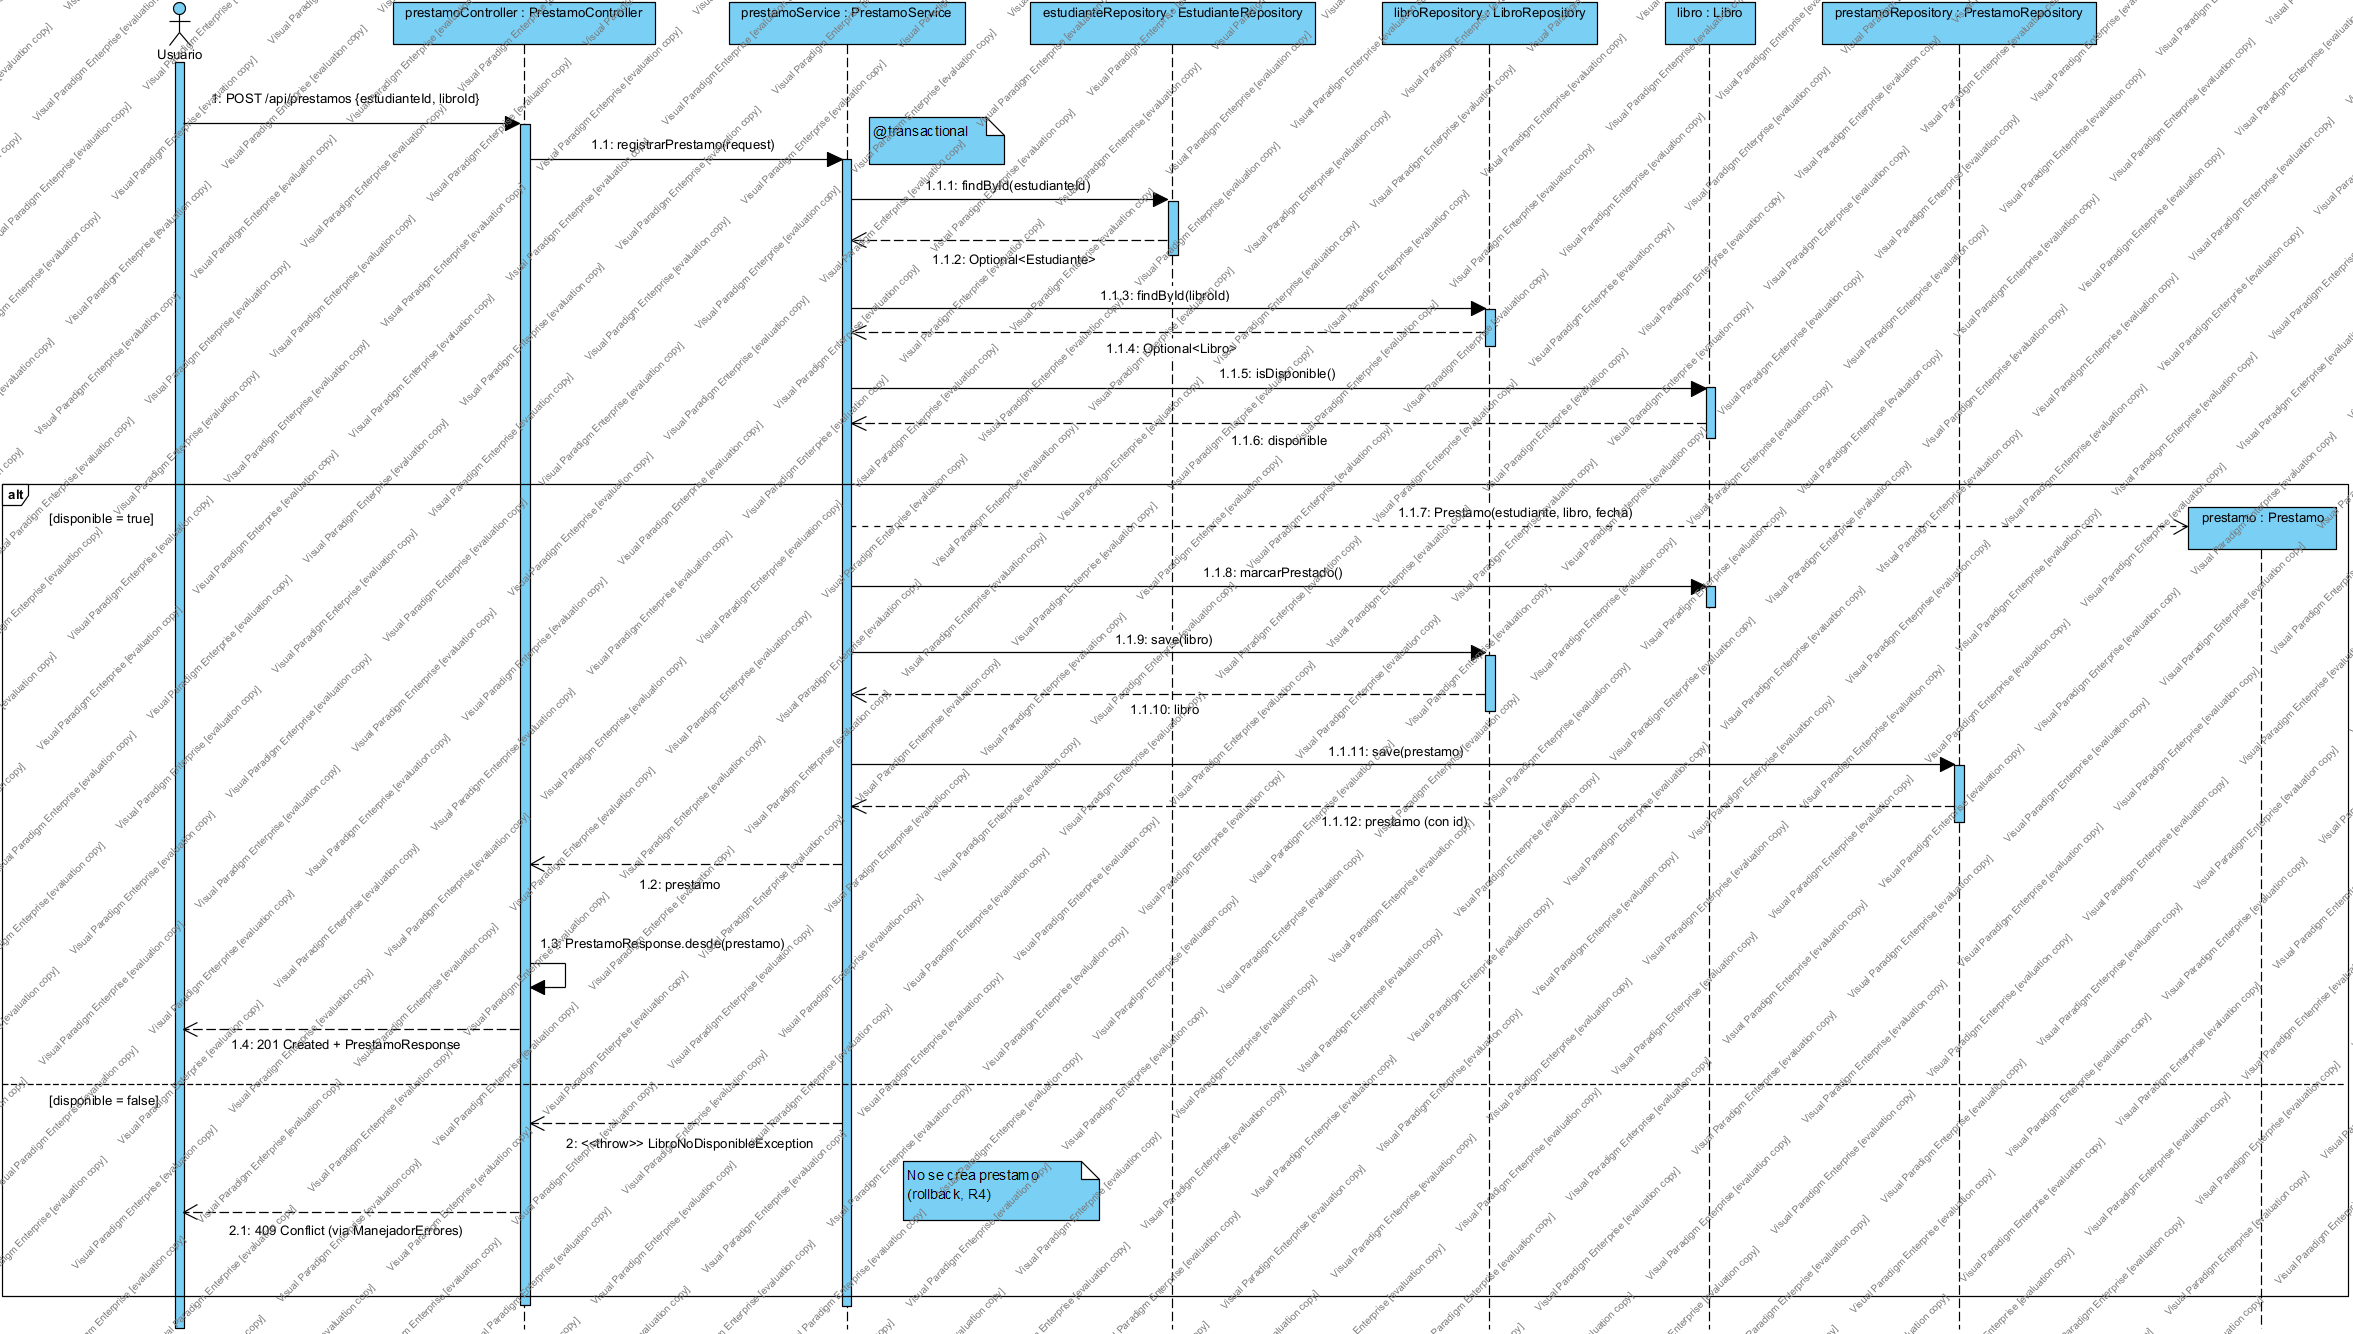 Usuario
prestamoController : PrestamoController
prestamoService : PrestamoService
estudianteRepository : EstudianteRepository
libroRepository : LibroRepository
libro : Libro
prestamoRepository : PrestamoRepository
1: POST /api/prestamos {estudianteId, libroId}
@transactional
1.1: registrarPrestamo(request)
1.1.1: findById(estudianteId)
1.1.2: Optional<Estudiante>
1.1.3: findById(libroId)
1.1.4: Optional<Libro>
1.1.5: isDisponible()
1.1.6: disponible
alt
[disponible = true]
1.1.7: Prestamo(estudiante, libro, fecha)
prestamo : Prestamo
1.1.8: marcarPrestado()
1.1.9: save(libro)
1.1.10: libro
1.1.11: save(prestamo)
1.1.12: prestamo (con id)
1.2: prestamo
1.3: PrestamoResponse.desde(prestamo)
1.4: 201 Created + PrestamoResponse
[disponible = false]
2: <<throw>> LibroNoDisponibleException
No se crea prestamo
(rollback, R4)
2.1: 409 Conflict (via ManejadorErrores)
Visual Paradigm Enterprise [evaluation copy]